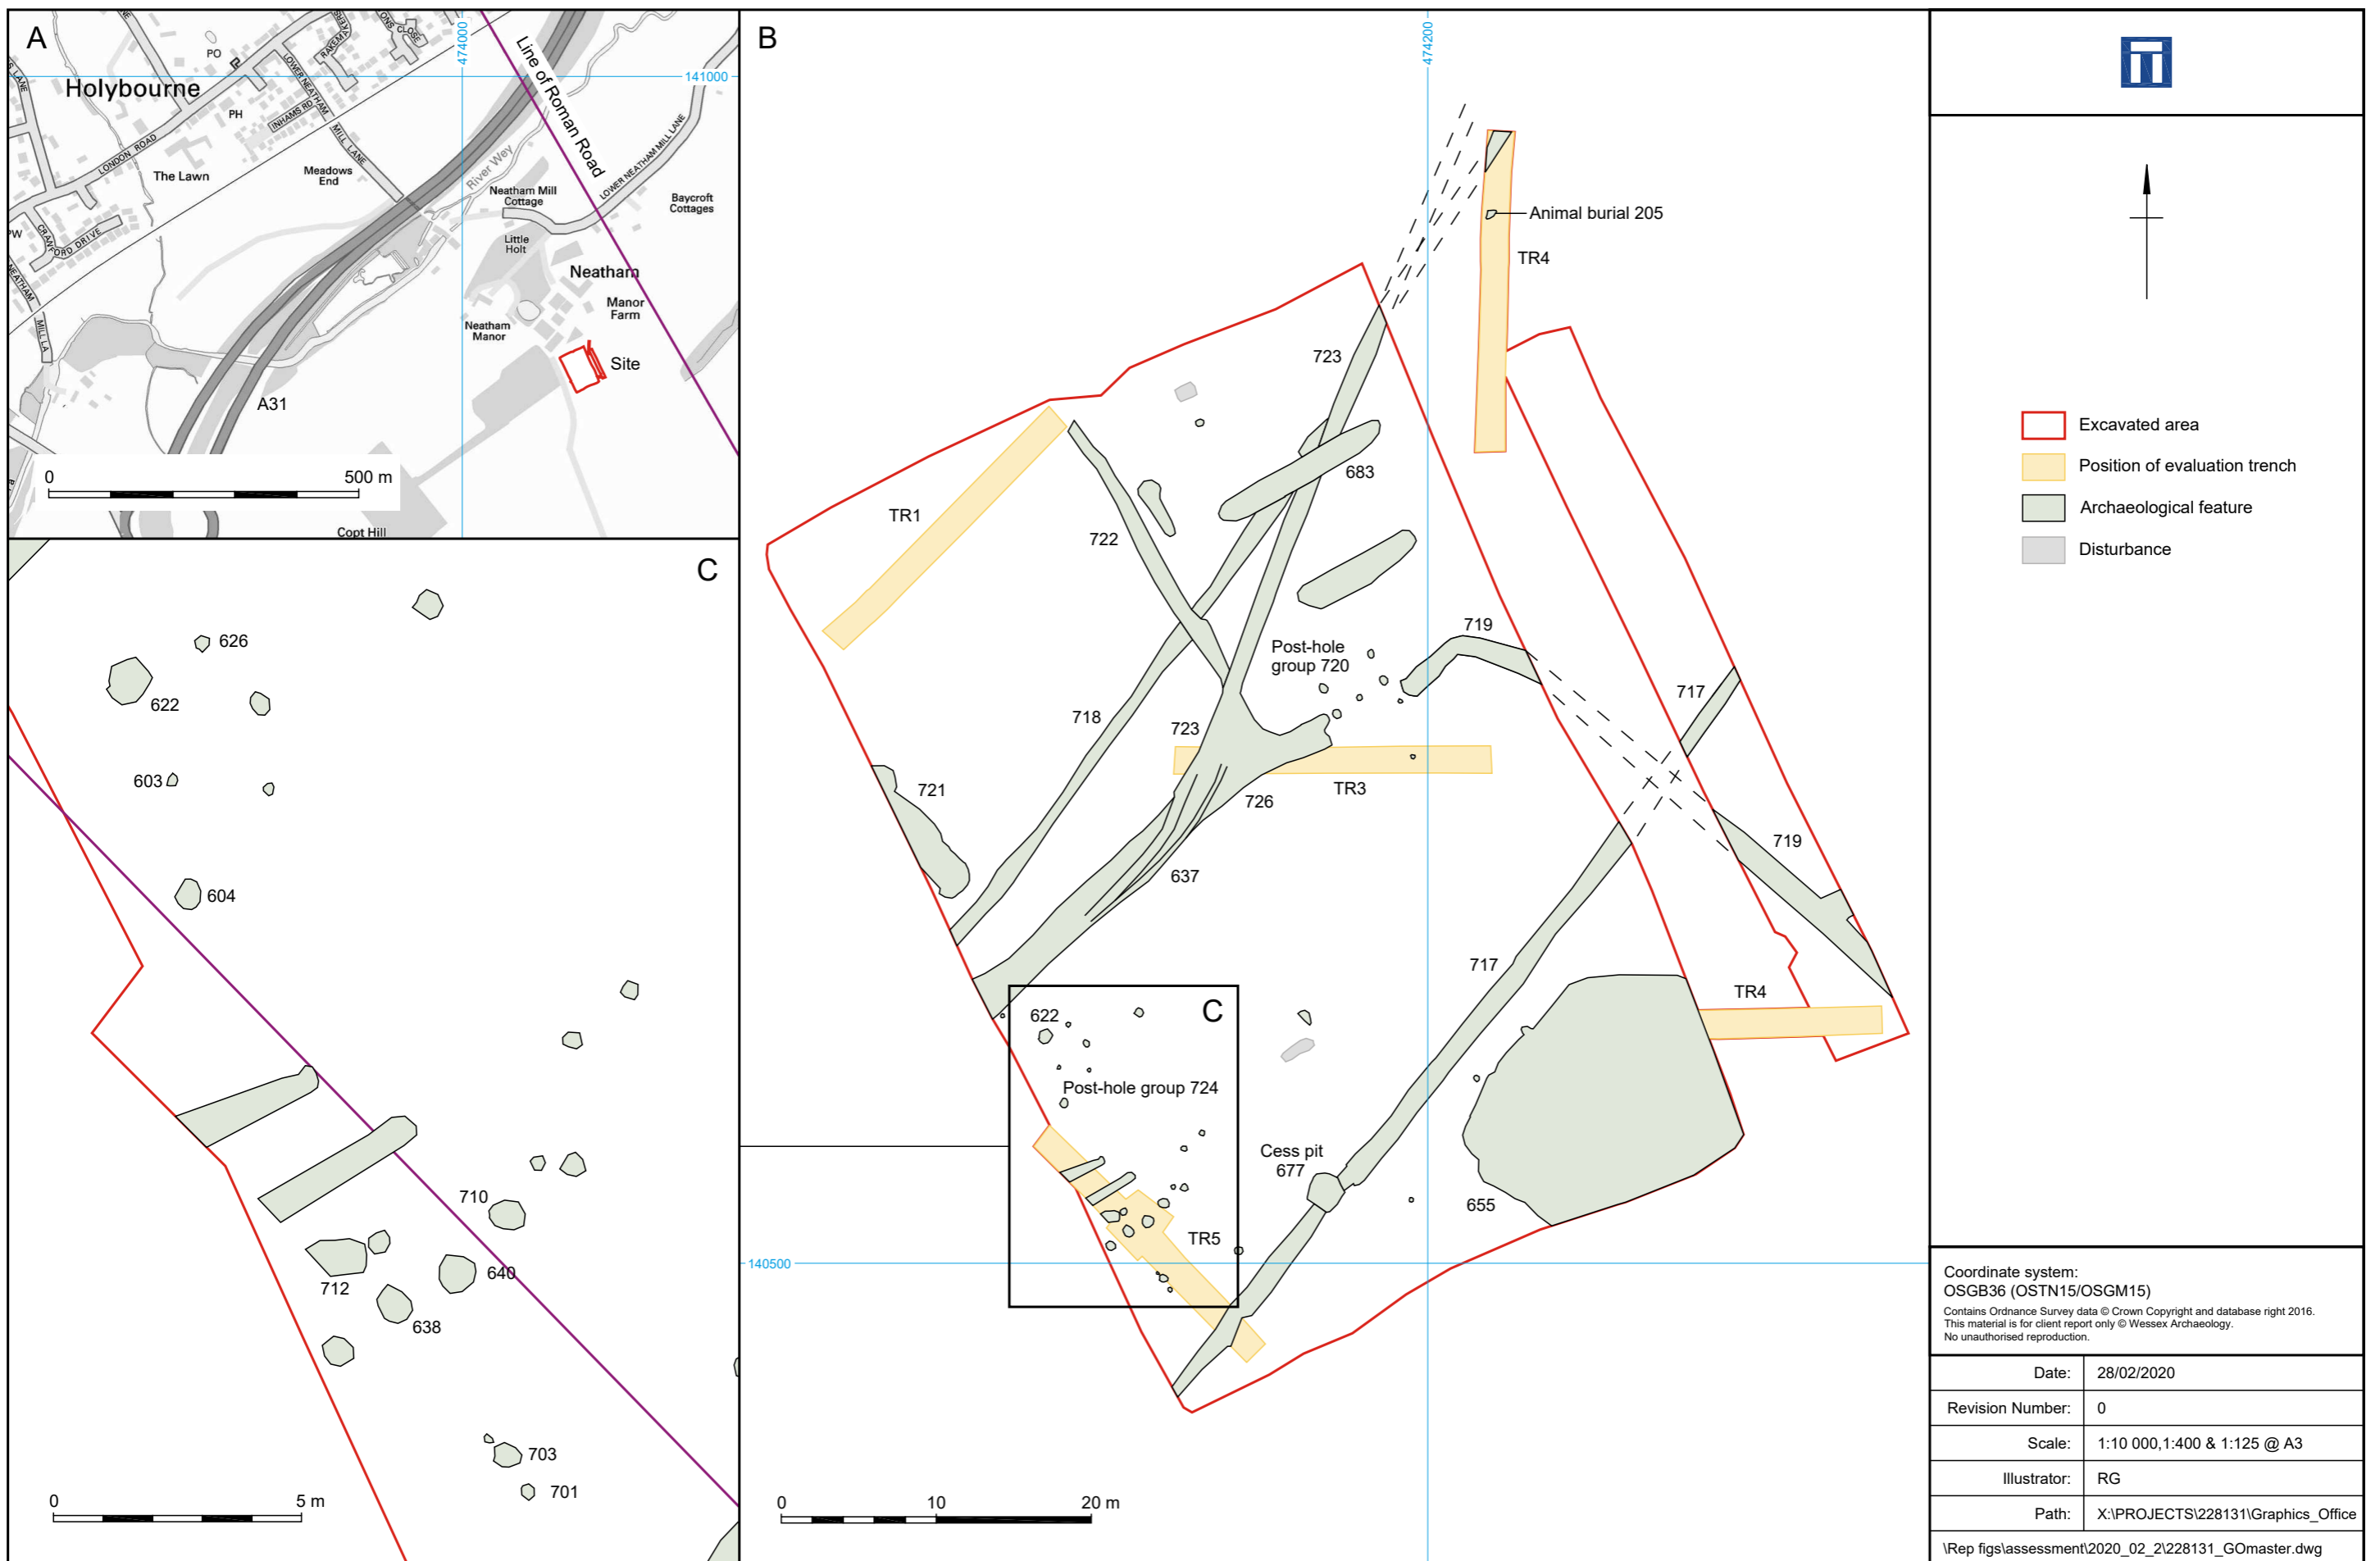 A
Holybourne
PO
PH
LONDON ROAD
INHAMS RD
LOWER NEATHAM
MILL LANE
CLOSE
The Lawn
Meadows
End
474000
141000
Line of Roman Road
River Wey
LOWER NEATHAM MILL LANE
Neatham Mill
Cottage
Baycroft
Cottages
Little
Holt
Neatham
Manor
Farm
Neatham
Manor
Site
CRAWFORD DRIVE
NEATHAM
MILL LA
A31
0
500 m
Copt Hill
B
474200
Animal burial 205
TR4
723
683
TR1
722
719
Post-hole
group 720
717
718
723
721
TR3
726
719
637
717
TR4
C
622
Post-hole group 724
Cess pit
677
655
TR5
140500
0
10
20 m
C
626
622
603
604
710
640
712
638
703
701
0
5 m
Excavated area
Position of evaluation trench
Archaeological feature
Disturbance
Coordinate system:
OSGB36 (OSTN15/OSGM15)
Contains Ordnance Survey data © Crown Copyright and database right 2016.
This material is for client report only © Wessex Archaeology.
No unauthorised reproduction.
Date: 28/02/2020
Revision Number: 0
Scale: 1:10 000,1:400 & 1:125 @ A3
Illustrator: RG
Path: X:\PROJECTS\228131\Graphics_Office
\Rep figs\assessment\2020_02_2\228131_GOmaster.dwg